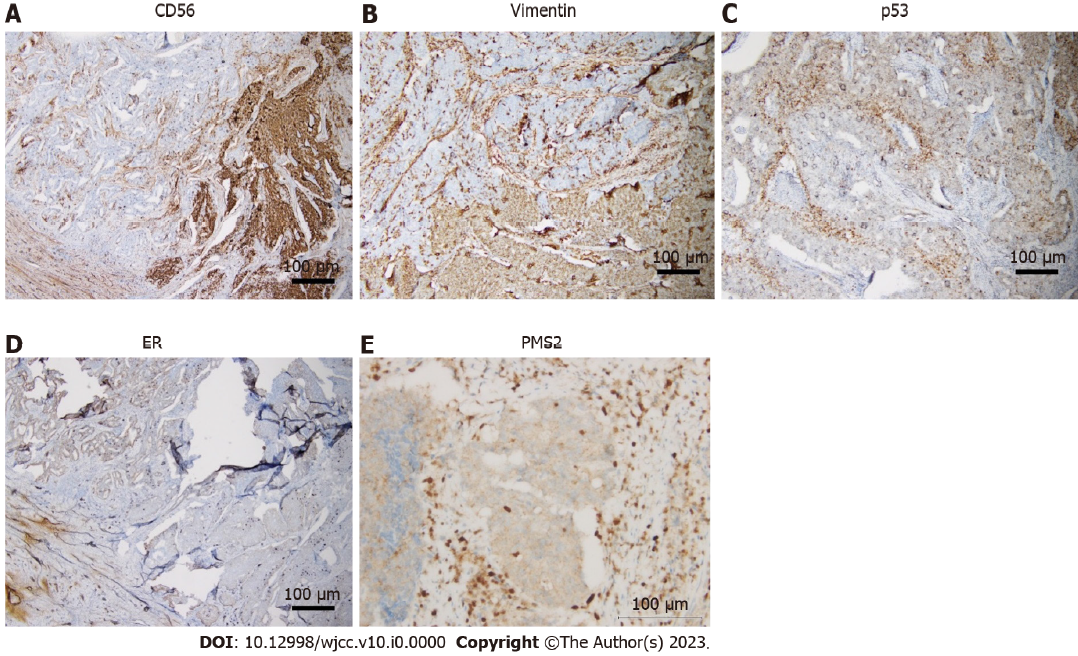 A CD56
B Vimentin
C p53
100 µm
100 µm
100 µm
D ER
E PMS2
100 µm
100 µm
DOI: 10.12998/wjcc.v10.i0.0000 Copyright ©The Author(s) 2023.